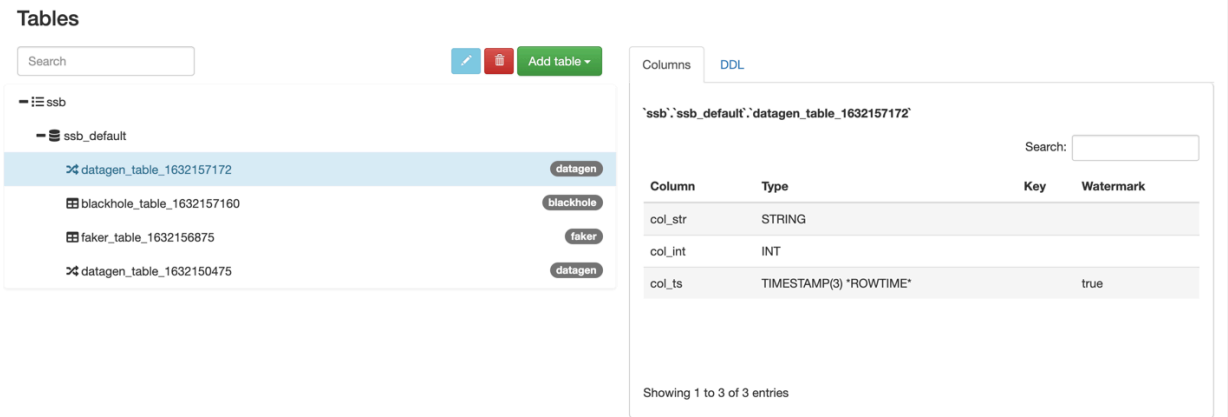 Tables
Search
Add table
ssb
ssb_default
datagen_table_1632157172 datagen
blackhole_table_1632157160 blackhole
faker_table_1632156875 faker
datagen_table_1632150475 datagen
Columns DDL
`ssb`.`ssb_default`.`datagen_table_1632157172`
Search:
Column Type Key Watermark
col_str STRING
col_int INT
col_ts TIMESTAMP(3) *ROWTIME* true
Showing 1 to 3 of 3 entries